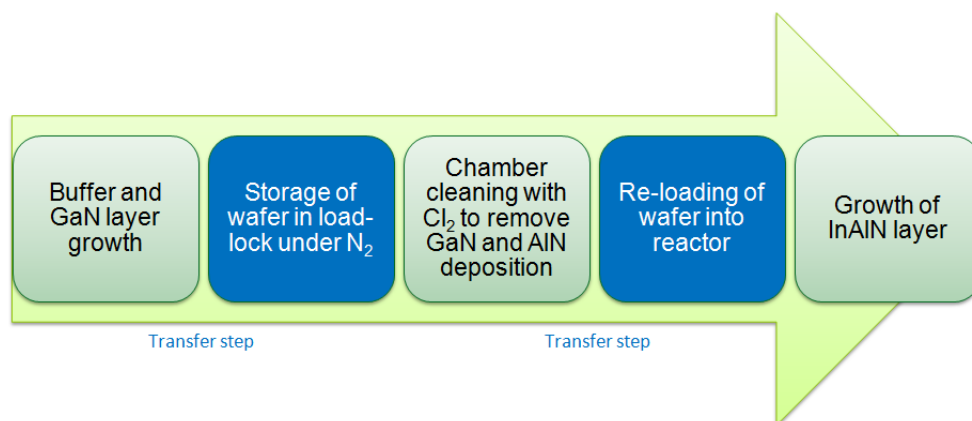 Buffer and
GaN layer
growth
Storage of
wafer in load-
lock under N₂
Chamber
cleaning with
Cl₂ to remove
GaN and AlN
deposition
Re-loading of
wafer into
reactor
Growth of
InAlN layer
Transfer step
Transfer step